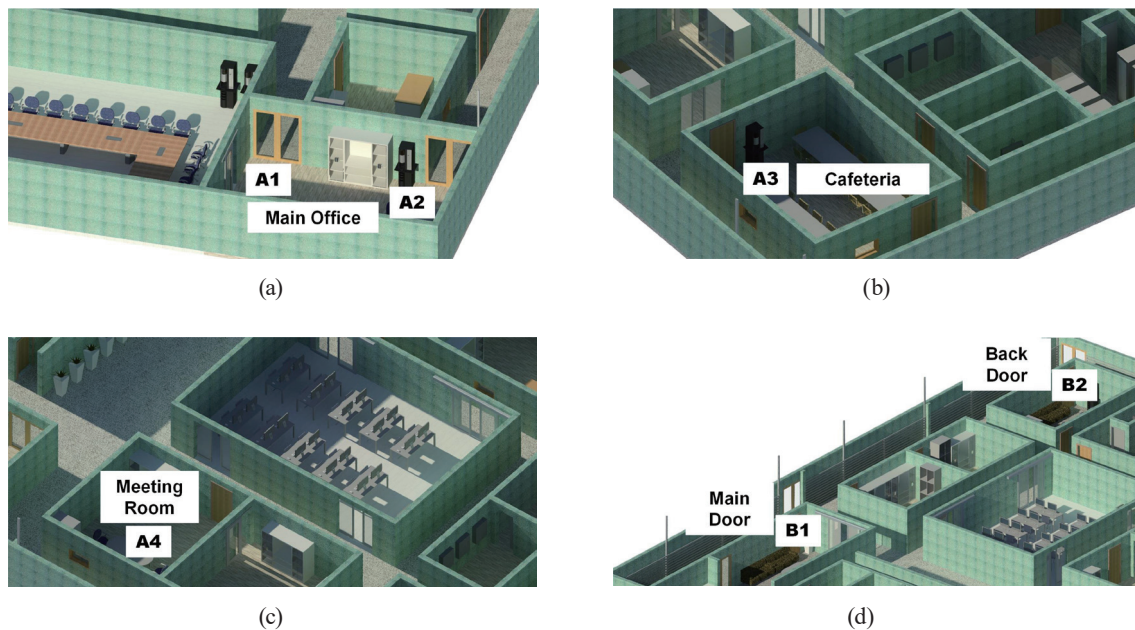 A1
A2
Main Office
(a)
A3
Cafeteria
(b)
Meeting
Room
A4
(c)
Back
Door
B2
Main
Door
B1
(d)